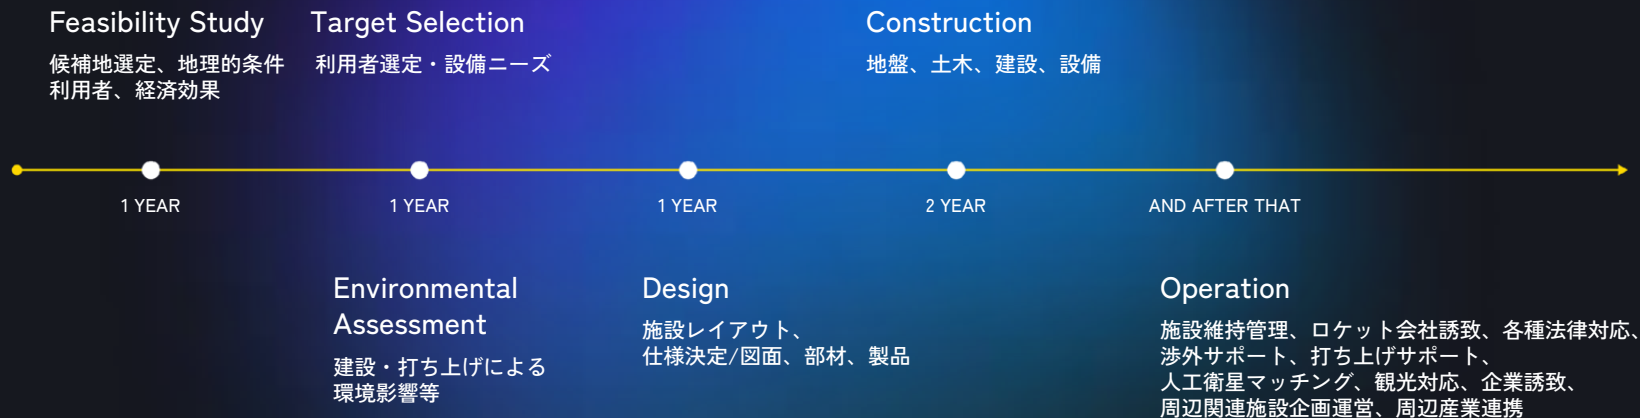 Feasibility Study
候補地選定、地理的条件
利用者、経済効果
Target Selection
利用者選定・設備ニーズ
Construction
地盤、土木、建設、設備
1 YEAR
1 YEAR
1 YEAR
2 YEAR
AND AFTER THAT
Environmental
Assessment
建設・打ち上げによる
環境影響等
Design
施設レイアウト、
仕様決定/図面、部材、製品
Operation
施設維持管理、ロケット会社誘致、各種法律対応、
渉外サポート、打ち上げサポート、
人工衛星マッチング、観光対応、企業誘致、
周辺関連施設企画運営、周辺産業連携